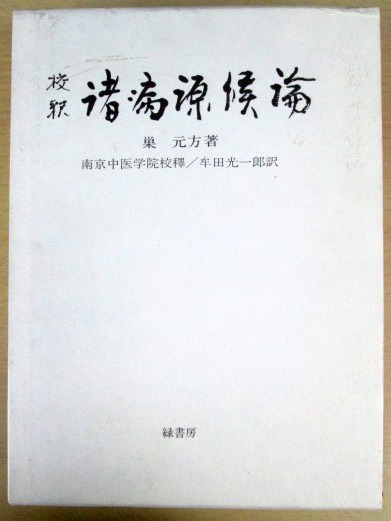 校釈 諸病源候論
巣 元方著
南京中医学院校釋／牟田光一郎訳
緑書房